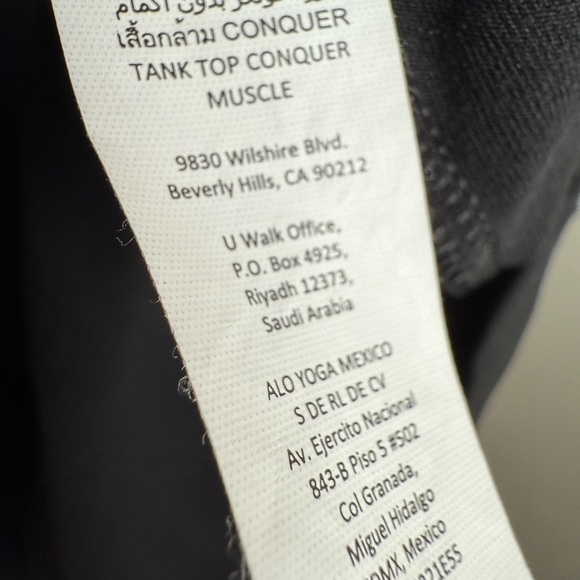 بدون أكمام
เสื้อกล้าม CONQUER
TANK TOP CONQUER
MUSCLE
9830 Wilshire Blvd.
Beverly Hills, CA 90212
U Walk Office,
P.O. Box 4925,
Riyadh 12373,
Saudi Arabia
ALO YOGA MEXICO
S DE RL DE CV
Av. Ejercito Nacional
843-B Piso 5 #502
Col Granada,
Miguel Hidalgo
Mexico